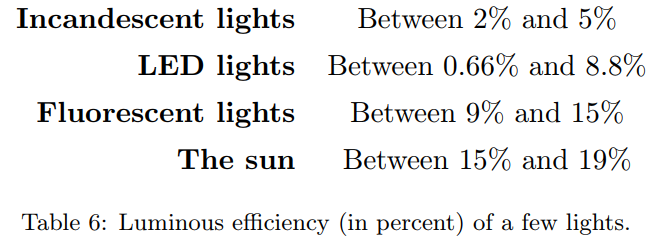 Incandescent lights Between 2% and 5%
LED lights Between 0.66% and 8.8%
Fluorescent lights Between 9% and 15%
The sun Between 15% and 19%
Table 6: Luminous efficiency (in percent) of a few lights.